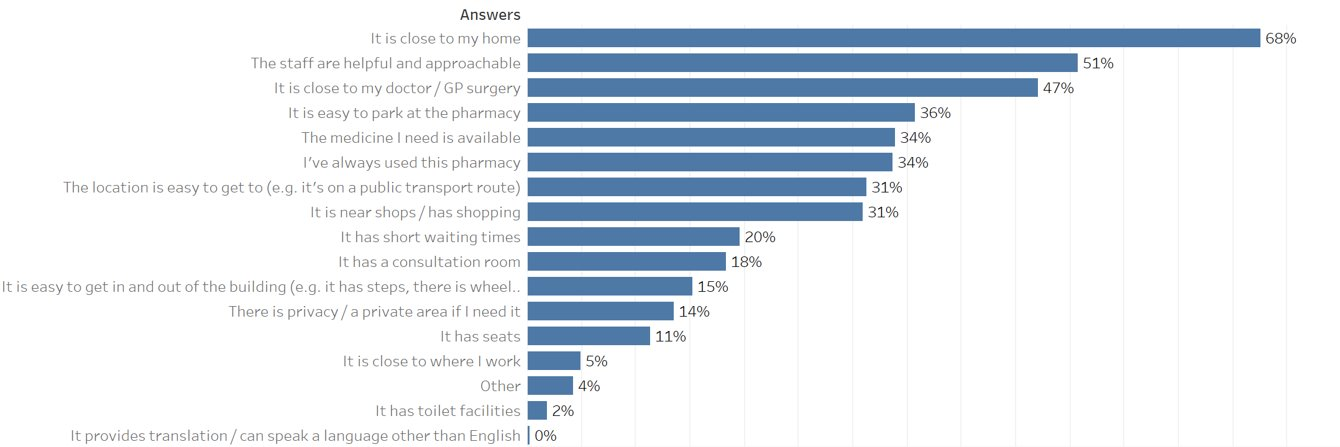 Answers
It is close to my home 68%
The staff are helpful and approachable 51%
It is close to my doctor / GP surgery 47%
It is easy to park at the pharmacy 36%
The medicine I need is available 34%
I've always used this pharmacy 34%
The location is easy to get to (e.g. it's on a public transport route) 31%
It is near shops / has shopping 31%
It has short waiting times 20%
It has a consultation room 18%
It is easy to get in and out of the building (e.g. it has steps, there is wheel.. 15%
There is privacy / a private area if I need it 14%
It has seats 11%
It is close to where I work 5%
Other 4%
It has toilet facilities 2%
It provides translation / can speak a language other than English 0%